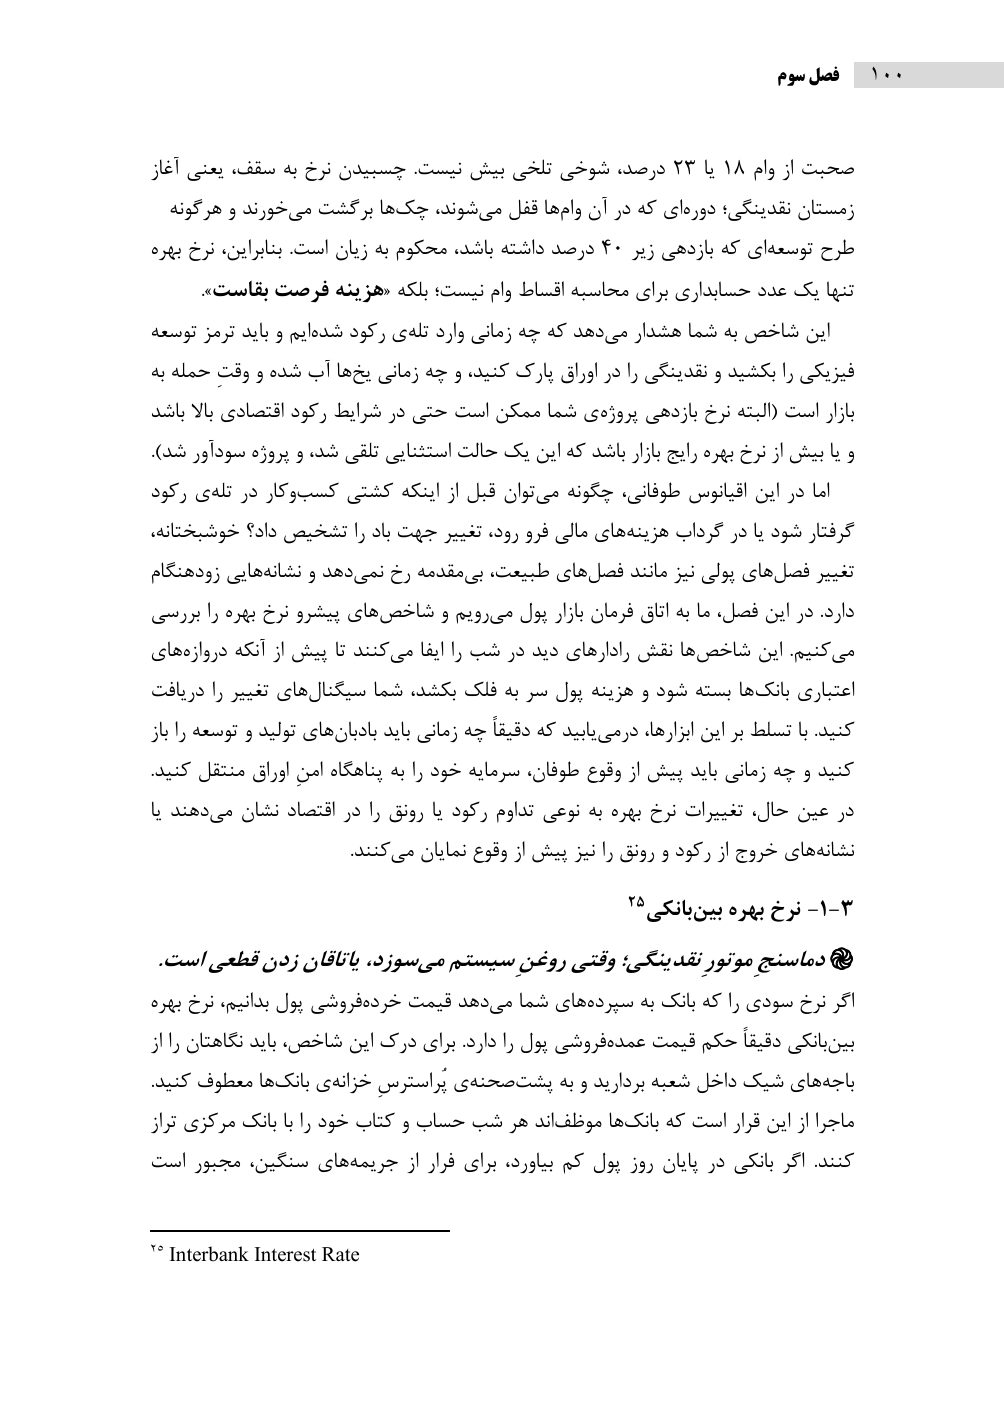 ۱۰۰ فصل سوم
صحبت از وام ۱۸ یا ۲۳ درصد، شوخی تلخی بیش نیست. چسبیدن نرخ به سقف، یعنی آغاز
زمستان نقدینگی؛ دوره‌ای که در آن وام‌ها قفل می‌شوند، چک‌ها برگشت می‌خورند و هرگونه
طرح توسعه‌ای که بازدهی زیر ۴۰ درصد داشته باشد، محکوم به زیان است. بنابراین، نرخ بهره
تنها یک عدد حسابداری برای محاسبه اقساط وام نیست؛ بلکه «هزینه فرصت بقاست».
این شاخص به شما هشدار می‌دهد که چه زمانی وارد تله‌ی رکود شده‌ایم و باید ترمز توسعه
فیزیکی را بکشید و نقدینگی را در اوراق پارک کنید، و چه زمانی یخ‌ها آب شده و وقتِ حمله به
بازار است (البته نرخ بازدهی پروژه‌ی شما ممکن است حتی در شرایط رکود اقتصادی بالا باشد
و یا بیش از نرخ بهره رایج بازار باشد که این یک حالت استثنایی تلقی شد، و پروژه سودآور شد).
اما در این اقیانوس طوفانی، چگونه می‌توان قبل از اینکه کشتی کسب‌وکار در تله‌ی رکود
گرفتار شود یا در گرداب هزینه‌های مالی فرو رود، تغییر جهت باد را تشخیص داد؟ خوشبختانه،
تغییر فصل‌های پولی نیز مانند فصل‌های طبیعت، بی‌مقدمه رخ نمی‌دهد و نشانه‌هایی زودهنگام
دارد. در این فصل، ما به اتاق فرمان بازار پول می‌رویم و شاخص‌های پیشرو نرخ بهره را بررسی
می‌کنیم. این شاخص‌ها نقش رادارهای دید در شب را ایفا می‌کنند تا پیش از آنکه دروازه‌های
اعتباری بانک‌ها بسته شود و هزینه پول سر به فلک بکشد، شما سیگنال‌های تغییر را دریافت
کنید. با تسلط بر این ابزارها، درمی‌یابید که دقیقاً چه زمانی باید بادبان‌های تولید و توسعه را باز
کنید و چه زمانی باید پیش از وقوع طوفان، سرمایه خود را به پناهگاه امنِ اوراق منتقل کنید.
در عین حال، تغییرات نرخ بهره به نوعی تداوم رکود یا رونق را در اقتصاد نشان می‌دهند یا
نشانه‌های خروج از رکود و رونق را نیز پیش از وقوع نمایان می‌کنند.
۳-۱- نرخ بهره بین‌بانکی۲۵
دماسنجِ موتورِ نقدینگی؛ وقتی روغنِ سیستم می‌سوزد، یاتاقان زدن قطعی است.
اگر نرخ سودی را که بانک به سپرده‌های شما می‌دهد قیمت خرده‌فروشی پول بدانیم، نرخ بهره
بین‌بانکی دقیقاً حکم قیمت عمده‌فروشی پول را دارد. برای درک این شاخص، باید نگاهتان را از
باجه‌های شیک داخل شعبه بردارید و به پشت‌صحنه‌ی پُراسترسِ خزانه‌ی بانک‌ها معطوف کنید.
ماجرا از این قرار است که بانک‌ها موظف‌اند هر شب حساب و کتاب خود را با بانک مرکزی تراز
کنند. اگر بانکی در پایان روز پول کم بیاورد، برای فرار از جریمه‌های سنگین، مجبور است
۲۵ Interbank Interest Rate